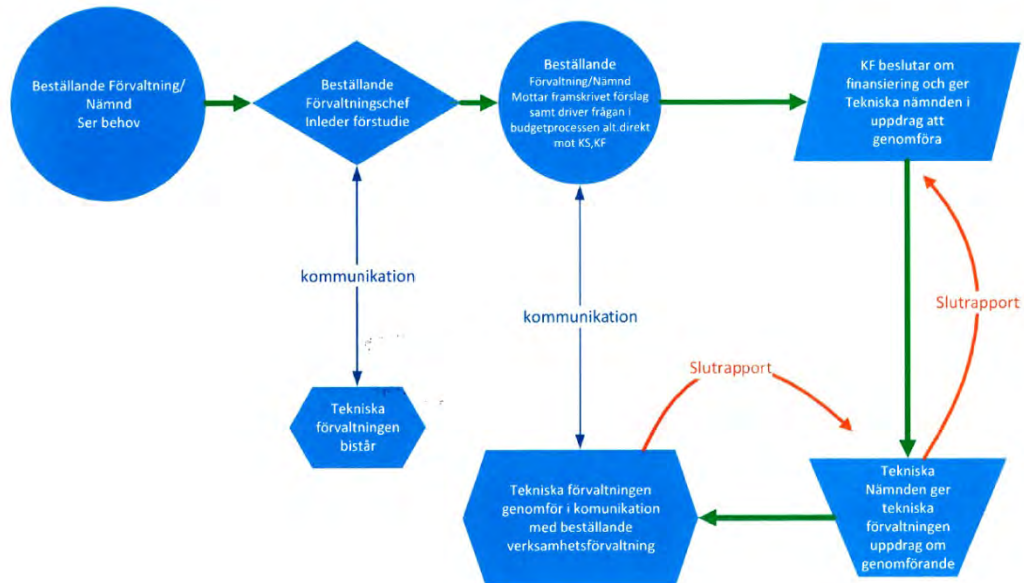 Beställande Förvaltning/
Nämnd
Ser behov
Beställande
Förvaltningschef
Inleder förstudie
Beställande
Förvaltning/Nämnd
Mottar framskrivet förslag
samt driver frågan i
budgetprocessen alt.direkt
mot KS,KF
KF beslutar om
finansiering och ger
Tekniska nämnden i
uppdrag att
genomföra
kommunikation
kommunikation
Slutrapport
Slutrapport
Tekniska
förvaltningen
bistår
Tekniska förvaltningen
genomför i komunikation
med beställande
verksamhetsförvaltning
Tekniska
Nämnden ger
tekniska
förvaltningen
uppdrag om
genomförande